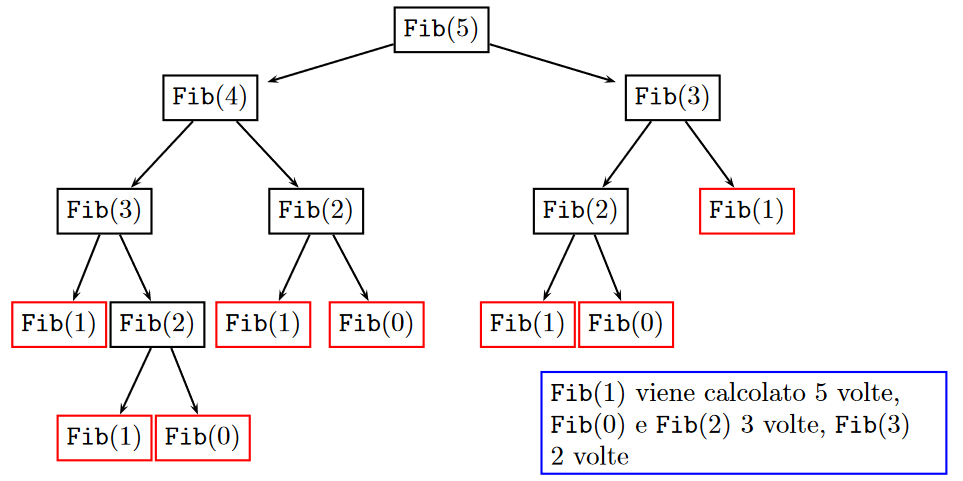 Fib(5)
Fib(4)
Fib(3)
Fib(3)
Fib(2)
Fib(2)
Fib(1)
Fib(1)
Fib(2)
Fib(1)
Fib(0)
Fib(1)
Fib(0)
Fib(1)
Fib(0)
Fib(1) viene calcolato 5 volte,
Fib(0) e Fib(2) 3 volte, Fib(3)
2 volte